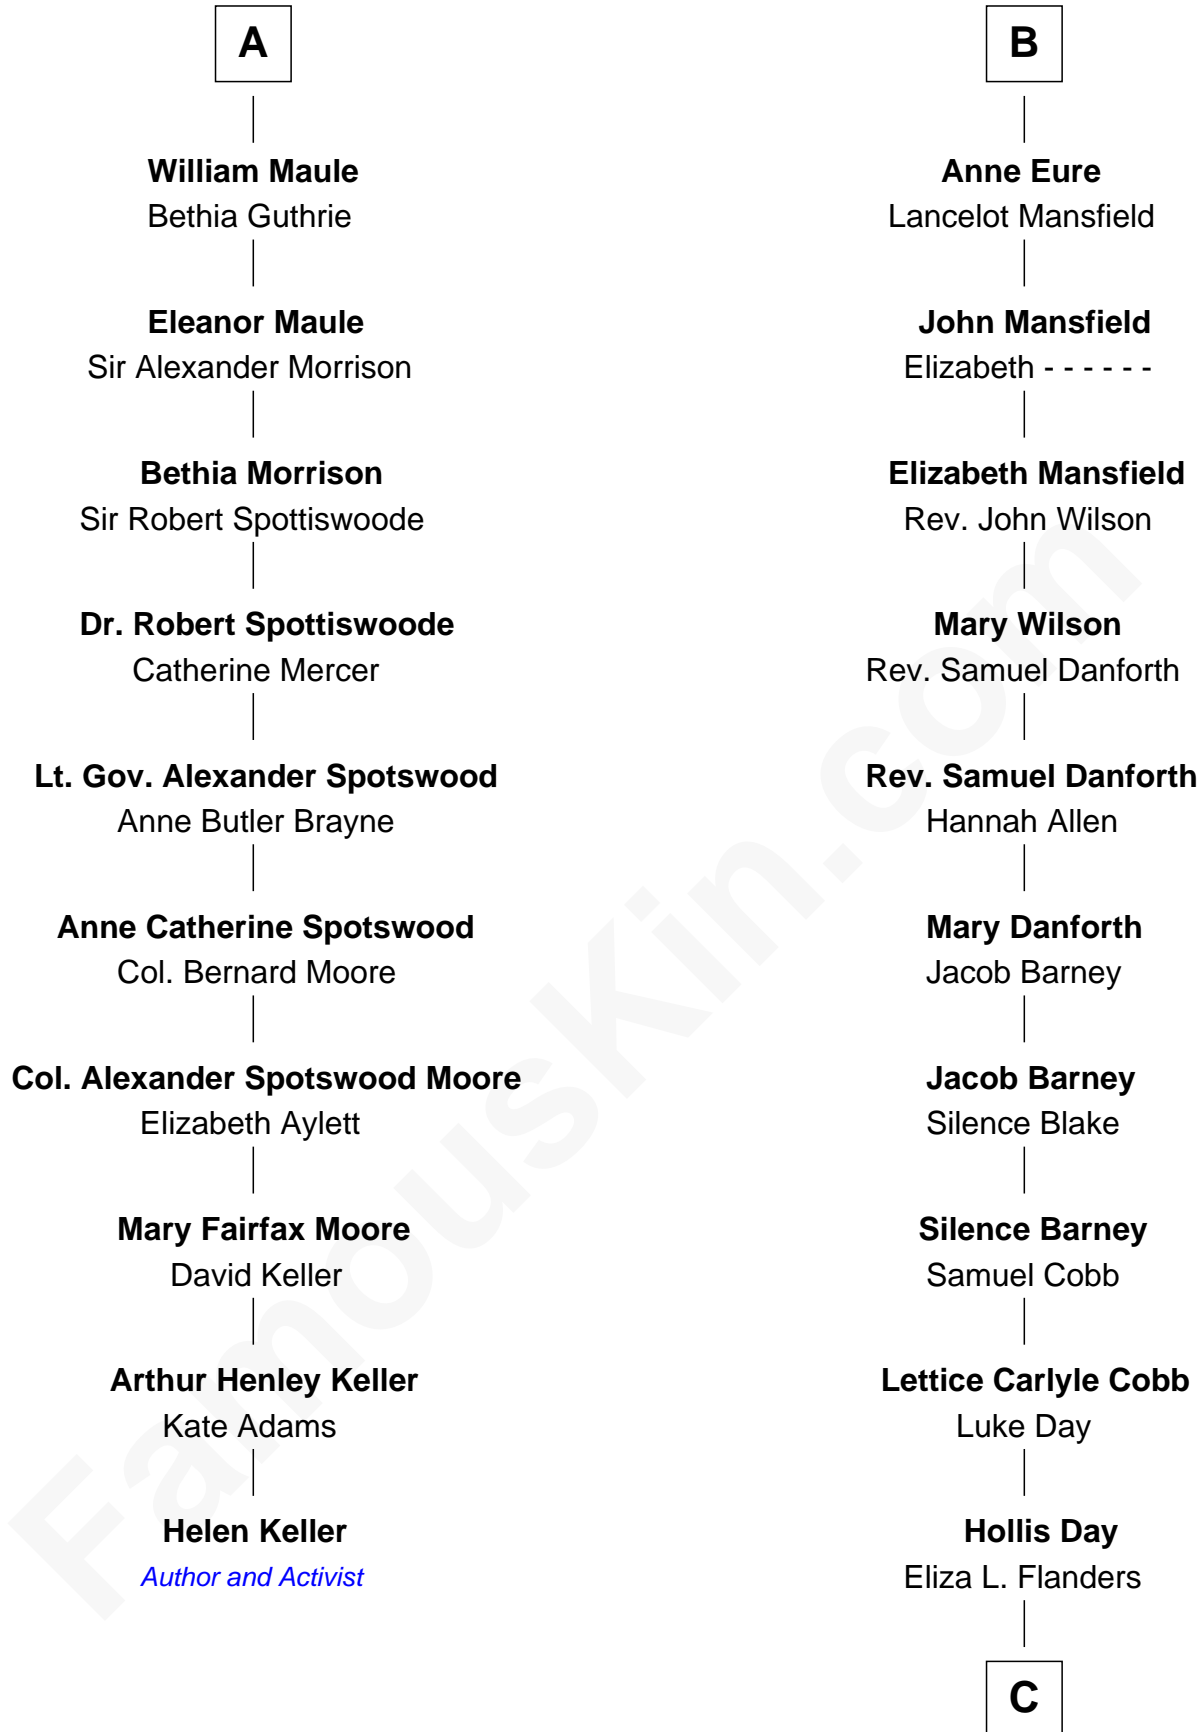 A
William Maule
Bethia Guthrie
Eleanor Maule
Sir Alexander Morrison
Bethia Morrison
Sir Robert Spottiswoode
Dr. Robert Spottiswoode
Catherine Mercer
Lt. Gov. Alexander Spotswood
Anne Butler Brayne
Anne Catherine Spotswood
Col. Bernard Moore
Col. Alexander Spotswood Moore
Elizabeth Aylett
Mary Fairfax Moore
David Keller
Arthur Henley Keller
Kate Adams
Helen Keller
Author and Activist
B
Anne Eure
Lancelot Mansfield
John Mansfield
Elizabeth - - - - - -
Elizabeth Mansfield
Rev. John Wilson
Mary Wilson
Rev. Samuel Danforth
Rev. Samuel Danforth
Hannah Allen
Mary Danforth
Jacob Barney
Jacob Barney
Silence Blake
Silence Barney
Samuel Cobb
Lettice Carlyle Cobb
Luke Day
Hollis Day
Eliza L. Flanders
C
FamousKin.com